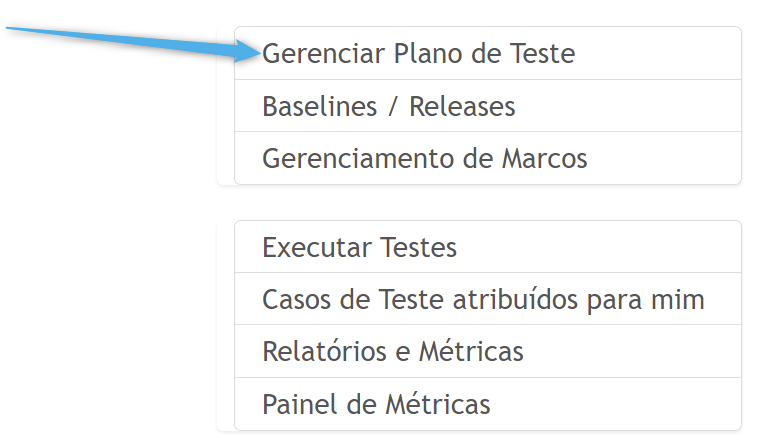 Gerenciar Plano de Teste
Baselines / Releases
Gerenciamento de Marcos
Executar Testes
Casos de Teste atribuídos para mim
Relatórios e Métricas
Painel de Métricas